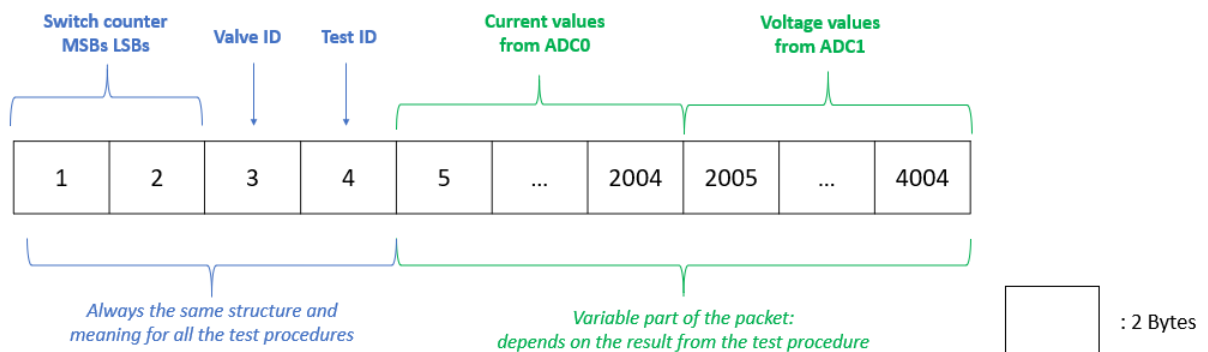 Switch counter
MSBs LSBs
Valve ID
Test ID
Current values
from ADC0
Voltage values
from ADC1
1 2 3 4 5 ... 2004 2005 ... 4004
Always the same structure and
meaning for all the test procedures
Variable part of the packet:
depends on the result from the test procedure
: 2 Bytes